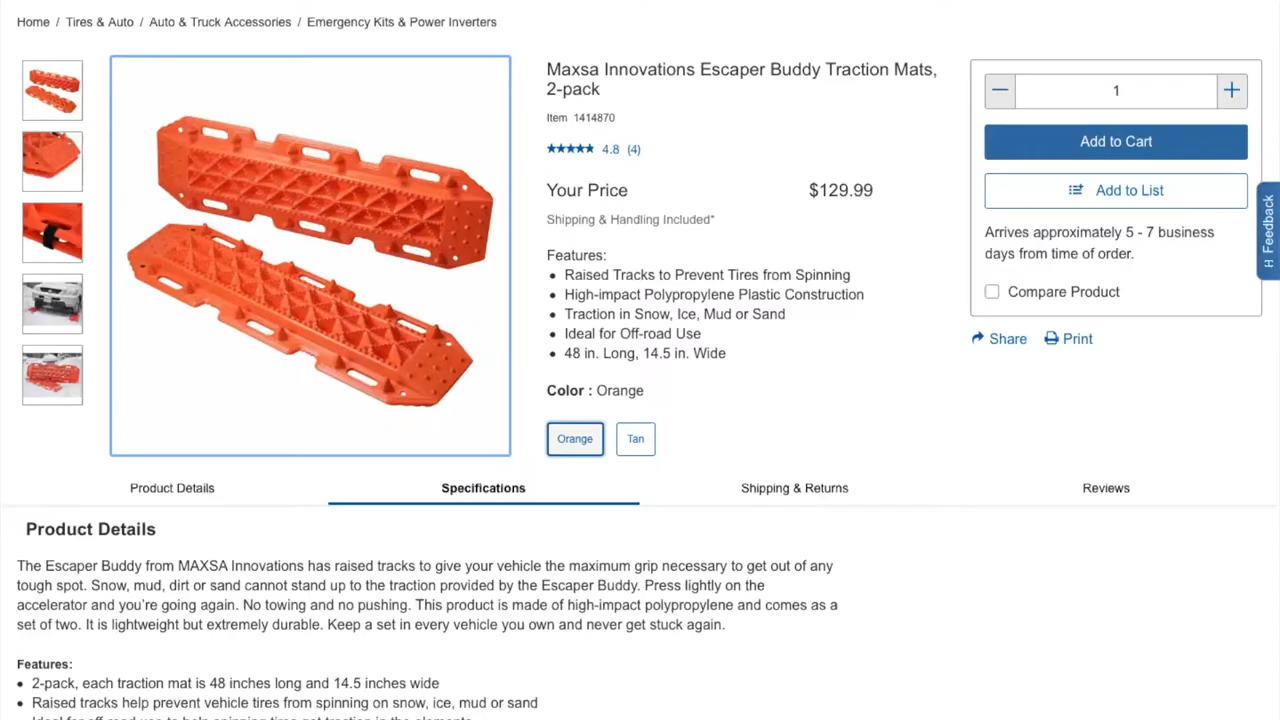 Home / Tires & Auto / Auto & Truck Accessories / Emergency Kits & Power Inverters
Maxsa Innovations Escaper Buddy Traction Mats,
2-pack
Item 1414870
4.8 (4)
Your Price $129.99
Shipping & Handling Included*
Features:
• Raised Tracks to Prevent Tires from Spinning
• High-impact Polypropylene Plastic Construction
• Traction in Snow, Ice, Mud or Sand
• Ideal for Off-road Use
• 48 in. Long, 14.5 in. Wide
Color : Orange
Orange Tan
1
Add to Cart
Add to List
Arrives approximately 5 - 7 business
days from time of order.
Compare Product
Share Print
Feedback
Product Details Specifications Shipping & Returns Reviews
Product Details
The Escaper Buddy from MAXSA Innovations has raised tracks to give your vehicle the maximum grip necessary to get out of any
tough spot. Snow, mud, dirt or sand cannot stand up to the traction provided by the Escaper Buddy. Press lightly on the
accelerator and you're going again. No towing and no pushing. This product is made of high-impact polypropylene and comes as a
set of two. It is lightweight but extremely durable. Keep a set in every vehicle you own and never get stuck again.
Features:
• 2-pack, each traction mat is 48 inches long and 14.5 inches wide
• Raised tracks help prevent vehicle tires from spinning on snow, ice, mud or sand